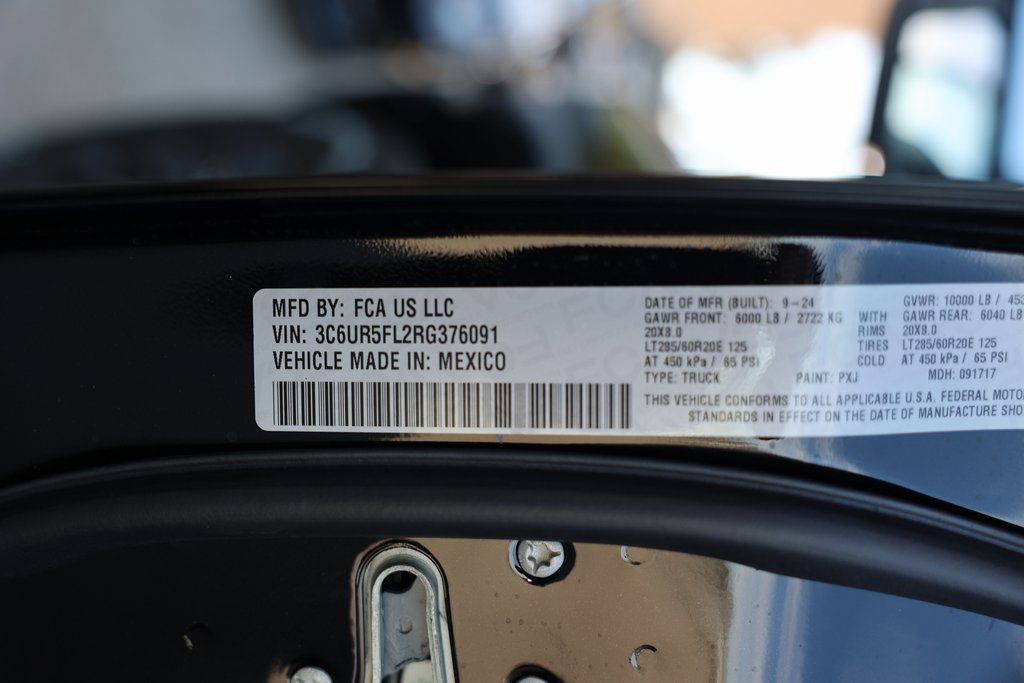 MFD BY: FCA US LLC
VIN: 3C6UR5FL2RG376091
VEHICLE MADE IN: MEXICO
DATE OF MFR (BUILT): 9-24
GVWR: 10000 LB /
GAWR FRONT: 6000 LB / 2722 KG
WITH
GAWR REAR: 6040 LB
20X8.0
RIMS
20X8.0
LT285/60R20E 125
TIRES
LT285/60R20E 125
AT 450 kPa / 65 PSI
COLD
AT 450 kPa / 65 PSI
TYPE: TRUCK
PAINT: PXJ
MDH: 091717
THIS VEHICLE CONFORMS TO ALL APPLICABLE U.S.A. FEDERAL
STANDARDS IN EFFECT ON THE DATE OF MANUFACTURE